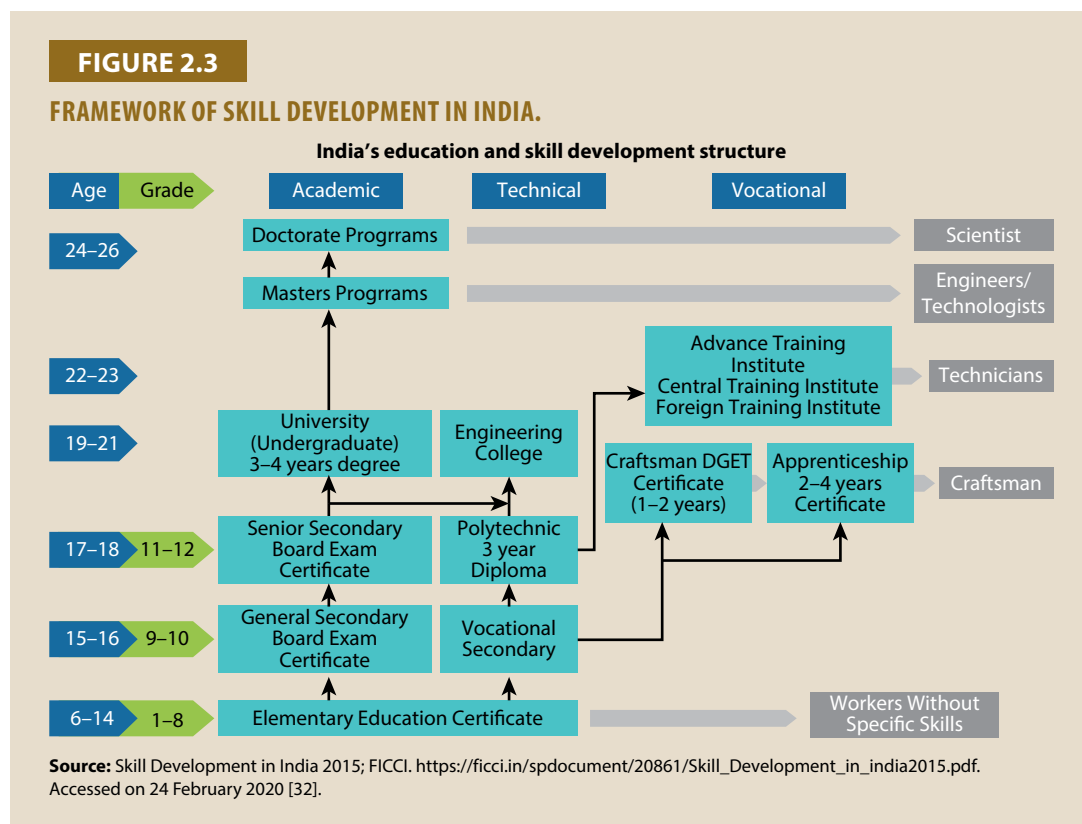 FIGURE 2.3
FRAMEWORK OF SKILL DEVELOPMENT IN INDIA.
India’s education and skill development structure
Age
Grade
Academic
Technical
Vocational
24–26
Doctorate Progrrams
Scientist
Masters Progrrams
Engineers/
Technologists
22–23
Advance Training
Institute
Central Training Institute
Foreign Training Institute
Technicians
19–21
University
(Undergraduate)
3–4 years degree
Engineering
College
Craftsman DGET
Certificate
(1–2 years)
Apprenticeship
2–4 years
Certificate
Craftsman
17–18
11–12
Senior Secondary
Board Exam
Certificate
Polytechnic
3 year
Diploma
15–16
9–10
General Secondary
Board Exam
Certificate
Vocational
Secondary
6–14
1–8
Elementary Education Certificate
Workers Without
Specific Skills
Source: Skill Development in India 2015; FICCI. https://ficci.in/spdocument/20861/Skill_Development_in_india2015.pdf.
Accessed on 24 February 2020 [32].